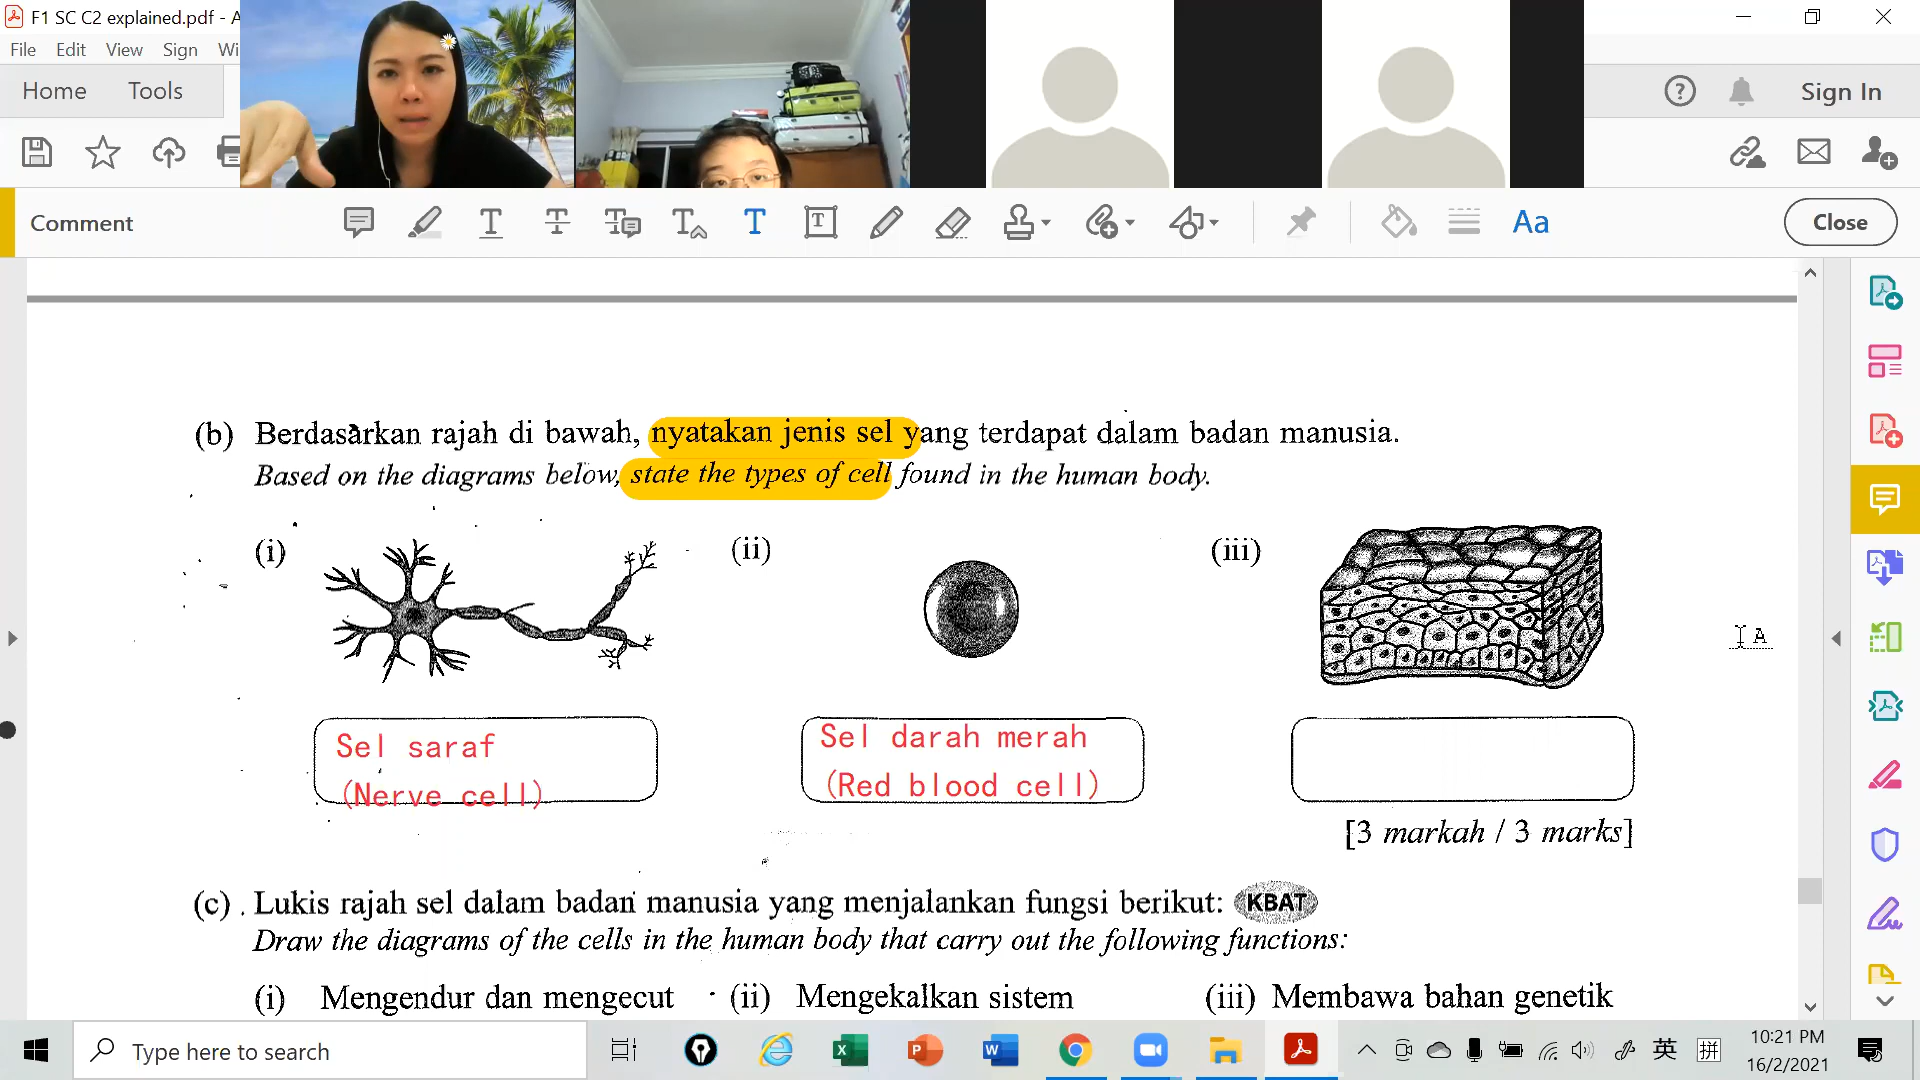 F1 SC C2 explained.pdf - A
File Edit View Sign Wi
Home Tools
Sign In
Comment
Aa
Close
(b) Berdasarkan rajah di bawah, nyatakan jenis sel yang terdapat dalam badan manusia.
Based on the diagrams below, state the types of cell found in the human body.
(i) (ii) (iii)
A
Sel saraf
(Nerve cell)
Sel darah merah
(Red blood cell)
[3 markah / 3 marks]
(c) Lukis rajah sel dalam badan manusia yang menjalankan fungsi berikut: KBAT
Draw the diagrams of the cells in the human body that carry out the following functions:
(i) Mengendur dan mengecut (ii) Mengekalkan sistem (iii) Membawa bahan genetik
Type here to search
英 拼
10:21 PM
16/2/2021